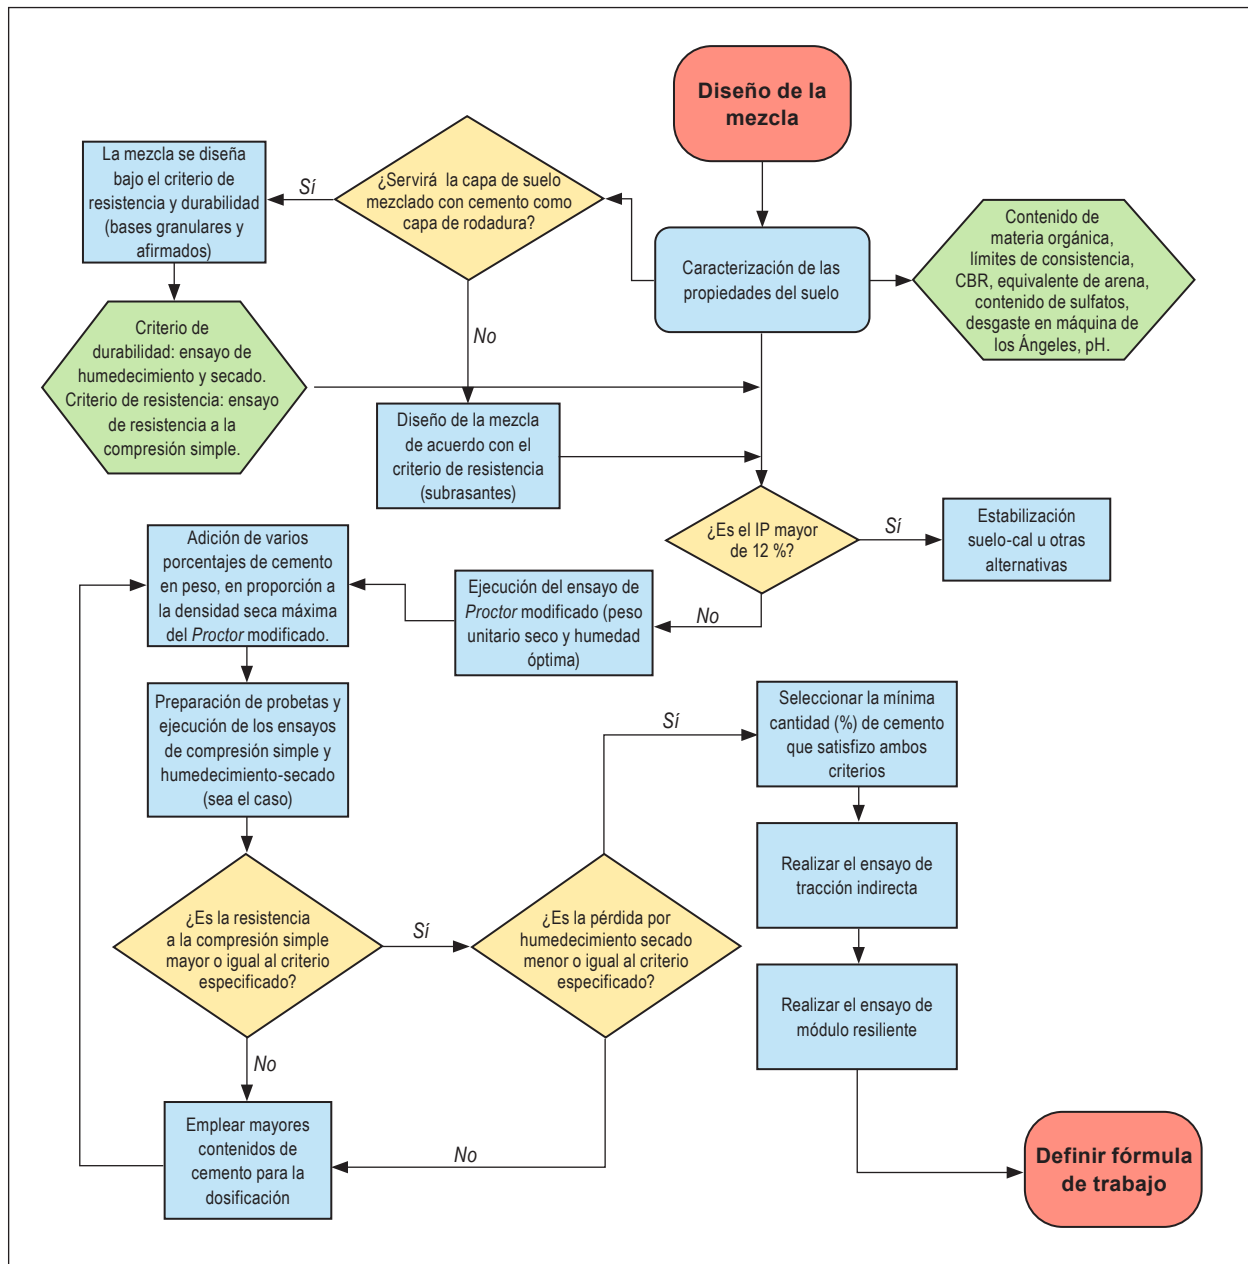 Diseño de la
mezcla
¿Servirá la capa de suelo
mezclado con cemento como
capa de rodadura?
Sí
La mezcla se diseña
bajo el criterio de
resistencia y durabilidad
(bases granulares y
afirmados)
Caracterización de las
propiedades del suelo
Contenido de
materia orgánica,
límites de consistencia,
CBR, equivalente de arena,
contenido de sulfatos,
desgaste en máquina de
los Ángeles, pH.
No
Criterio de
durabilidad: ensayo de
humedecimiento y secado.
Criterio de resistencia: ensayo
de resistencia a la
compresión simple.
Diseño de la mezcla
de acuerdo con el
criterio de resistencia
(subrasantes)
¿Es el IP mayor
de 12 %?
Sí
Estabilización
suelo-cal u otras
alternativas
No
Ejecución del ensayo de
Proctor modificado (peso
unitario seco y humedad
óptima)
Adición de varios
porcentajes de cemento
en peso, en proporción a
la densidad seca máxima
del Proctor modificado.
Preparación de probetas y
ejecución de los ensayos
de compresión simple y
humedecimiento-secado
(sea el caso)
¿Es la resistencia
a la compresión simple
mayor o igual al criterio
especificado?
Sí
¿Es la pérdida por
humedecimiento secado
menor o igual al criterio
especificado?
Sí
Seleccionar la mínima
cantidad (%) de cemento
que satisfizo ambos
criterios
Realizar el ensayo de
tracción indirecta
Realizar el ensayo de
módulo resiliente
No
No
Emplear mayores
contenidos de
cemento para la
dosificación
Definir fórmula
de trabajo